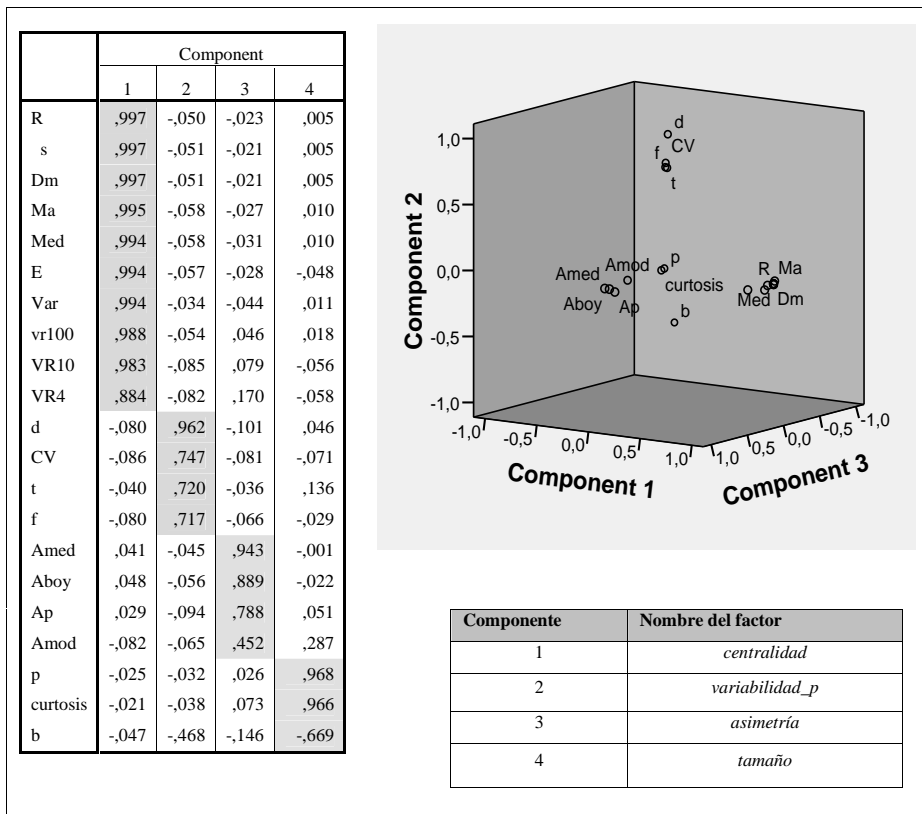 Component
1 2 3 4
R ,997 -,050 -,023 ,005
s ,997 -,051 -,021 ,005
Dm ,997 -,051 -,021 ,005
Ma ,995 -,058 -,027 ,010
Med ,994 -,058 -,031 ,010
E ,994 -,057 -,028 -,048
Var ,994 -,034 -,044 ,011
vr100 ,988 -,054 ,046 ,018
VR10 ,983 -,085 ,079 -,056
VR4 ,884 -,082 ,170 -,058
d -,080 ,962 -,101 ,046
CV -,086 ,747 -,081 -,071
t -,040 ,720 -,036 ,136
f -,080 ,717 -,066 -,029
Amed ,041 -,045 ,943 -,001
Aboy ,048 -,056 ,889 -,022
Ap ,029 -,094 ,788 ,051
Amod -,082 -,065 ,452 ,287
p -,025 -,032 ,026 ,968
curtosis -,021 -,038 ,073 ,966
b -,047 -,468 -,146 -,669
Component 2
1,0
0,5
0,0
-0,5
-1,0
d
f CV
t
Amed Amod p
curtosis
Aboy Ap
b
R Ma
Med Dm
-1,0 -0,5 0,0 0,5 1,0
Component 1
1,0 0,5 0,0 -0,5 -1,0
Component 3
Componente Nombre del factor
1 centralidad
2 variabilidad_p
3 asimetría
4 tamaño